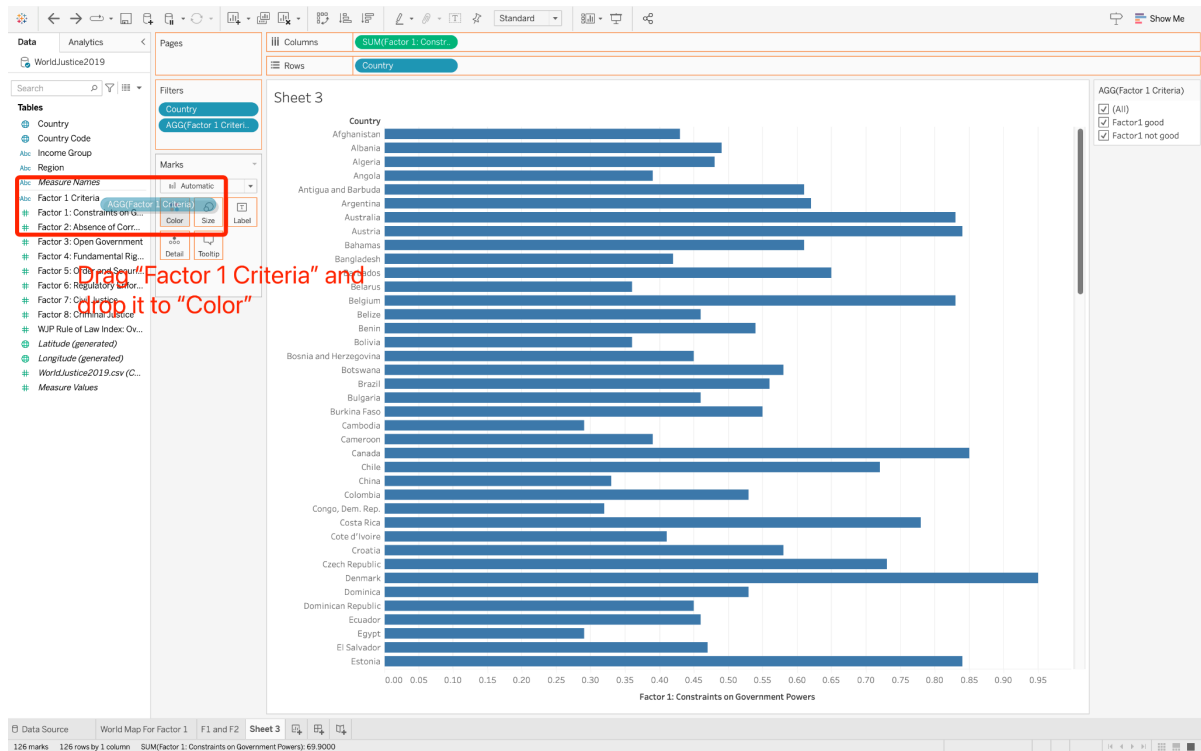 Standard
Show Me
Data
Analytics
Pages
Columns
SUM(Factor 1: Constr..
WorldJustice2019
Rows
Country
Search
Tables
Country
Country Code
Abc Income Group
Abc Region
Abc Measure Names
Abc Factor 1 Criteria
Factor 1: Constraints on G...
Factor 2: Absence of Corr...
Factor 3: Open Government
Factor 4: Fundamental Rig...
Factor 5: Order and Securi...
Factor 6: Regulatory Enfor...
Factor 7: Civil Justice
Factor 8: Criminal Justice
WJP Rule of Law Index: Ov...
Latitude (generated)
Longitude (generated)
WorldJustice2019.csv (C...
Measure Values
Filters
Country
AGG(Factor 1 Criteri..
Marks
Automatic
AGG(Factor 1 Criteria)
Color
Size
Label
Detail
Tooltip
Drag “Factor 1 Criteria” and
drop it to “Color”
Sheet 3
Country
Afghanistan
Albania
Algeria
Angola
Antigua and Barbuda
Argentina
Australia
Austria
Bahamas
Bangladesh
Barbados
Belarus
Belgium
Belize
Benin
Bolivia
Bosnia and Herzegovina
Botswana
Brazil
Bulgaria
Burkina Faso
Cambodia
Cameroon
Canada
Chile
China
Colombia
Congo, Dem. Rep.
Costa Rica
Cote d'Ivoire
Croatia
Czech Republic
Denmark
Dominica
Dominican Republic
Ecuador
Egypt
El Salvador
Estonia
0.00 0.05 0.10 0.15 0.20 0.25 0.30 0.35 0.40 0.45 0.50 0.55 0.60 0.65 0.70 0.75 0.80 0.85 0.90 0.95
Factor 1: Constraints on Government Powers
AGG(Factor 1 Criteria)
(All)
Factor1 good
Factor1 not good
Data Source
World Map For Factor 1
F1 and F2
Sheet 3
126 marks 126 rows by 1 column SUM(Factor 1: Constraints on Government Powers): 69.9000